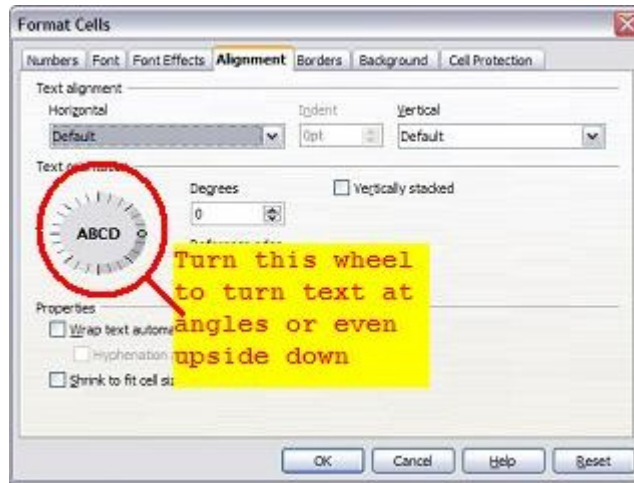 Format Cells
Numbers Font Font Effects Alignment Borders Background Cell Protection
Text alignment
Horizontal Indent Vertical
Default 0pt Default
Text
Degrees Vertically stacked
0
ABCD
Turn this wheel
to turn text at
angles or even
upside down
Properties
Wrap text
Hyphenation
Shrink to fit cell
OK Cancel Help Reset